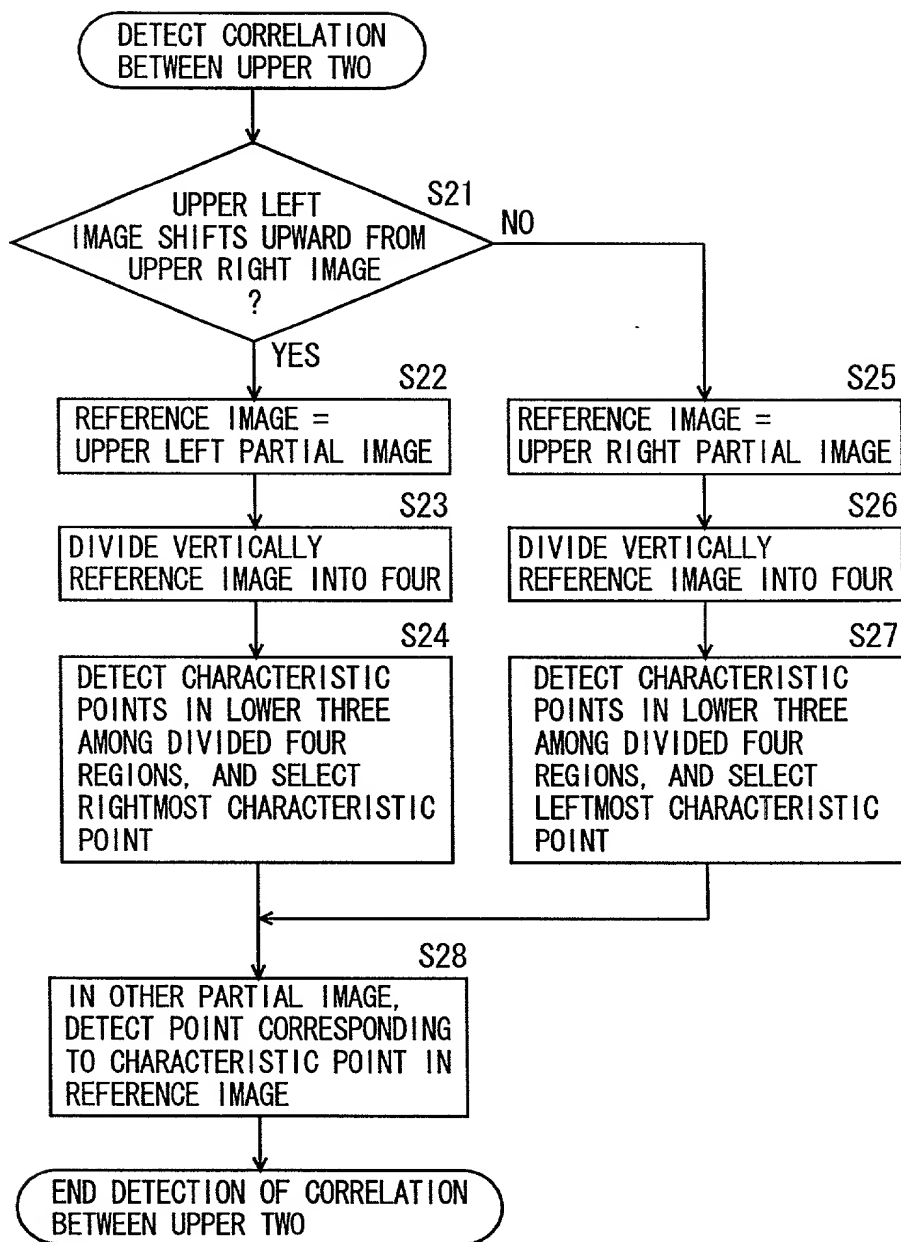 DETECT CORRELATION
BETWEEN UPPER TWO
S21
UPPER LEFT
IMAGE SHIFTS UPWARD FROM
UPPER RIGHT IMAGE
?
NO
YES
S22
REFERENCE IMAGE =
UPPER LEFT PARTIAL IMAGE
S23
DIVIDE VERTICALLY
REFERENCE IMAGE INTO FOUR
S24
DETECT CHARACTERISTIC
POINTS IN LOWER THREE
AMONG DIVIDED FOUR
REGIONS, AND SELECT
RIGHTMOST CHARACTERISTIC
POINT
S25
REFERENCE IMAGE =
UPPER RIGHT PARTIAL IMAGE
S26
DIVIDE VERTICALLY
REFERENCE IMAGE INTO FOUR
S27
DETECT CHARACTERISTIC
POINTS IN LOWER THREE
AMONG DIVIDED FOUR
REGIONS, AND SELECT
LEFTMOST CHARACTERISTIC
POINT
S28
IN OTHER PARTIAL IMAGE,
DETECT POINT CORRESPONDING
TO CHARACTERISTIC POINT IN
REFERENCE IMAGE
END DETECTION OF CORRELATION
BETWEEN UPPER TWO